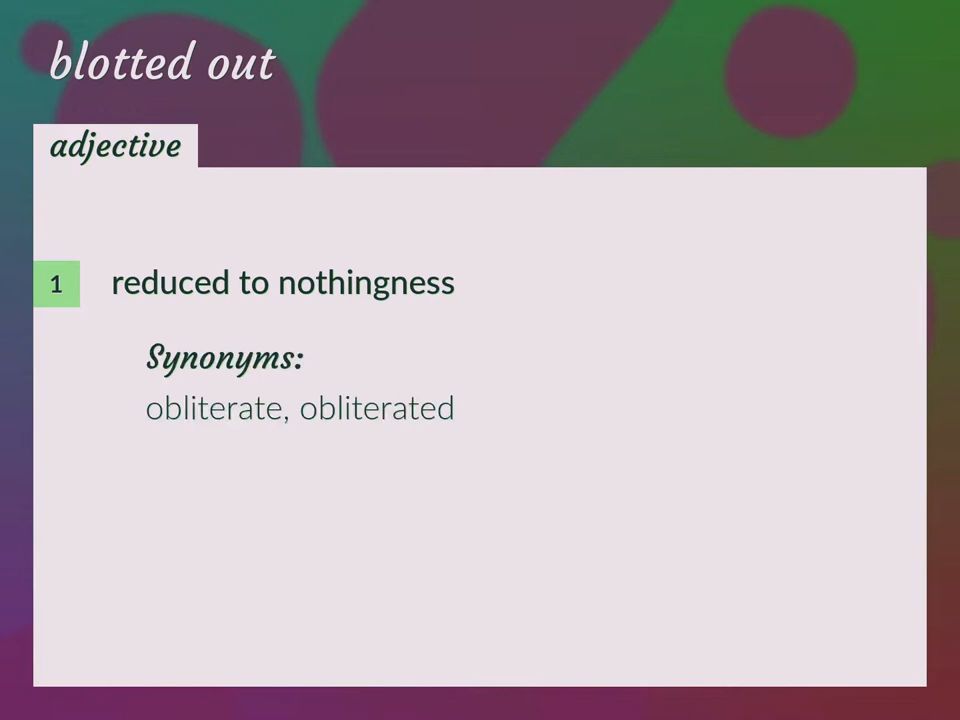 blotted out
adjective
1 reduced to nothingness
Synonyms:
obliterate, obliterated